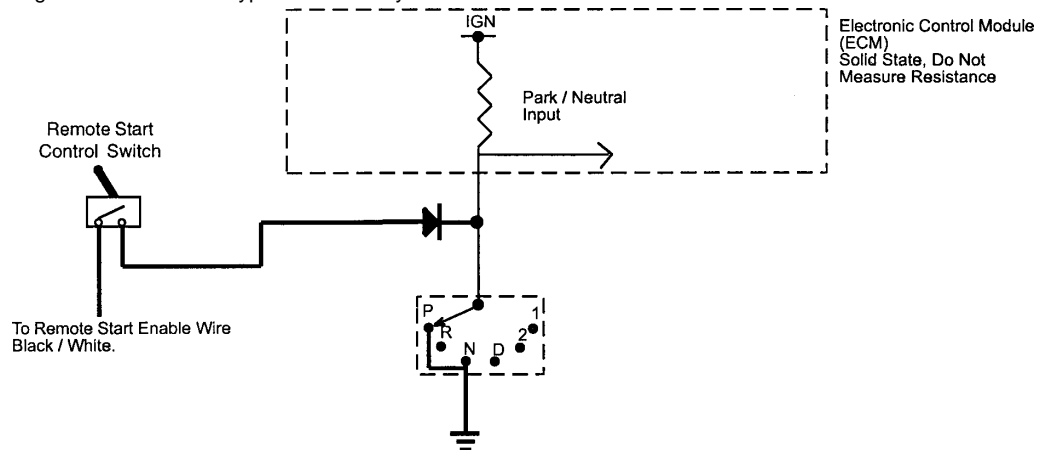 IGN
Electronic Control Module
(ECM)
Solid State, Do Not
Measure Resistance
Park / Neutral
Input
Remote Start
Control Switch
To Remote Start Enable Wire
Black / White.
P
R
N
D
2
1